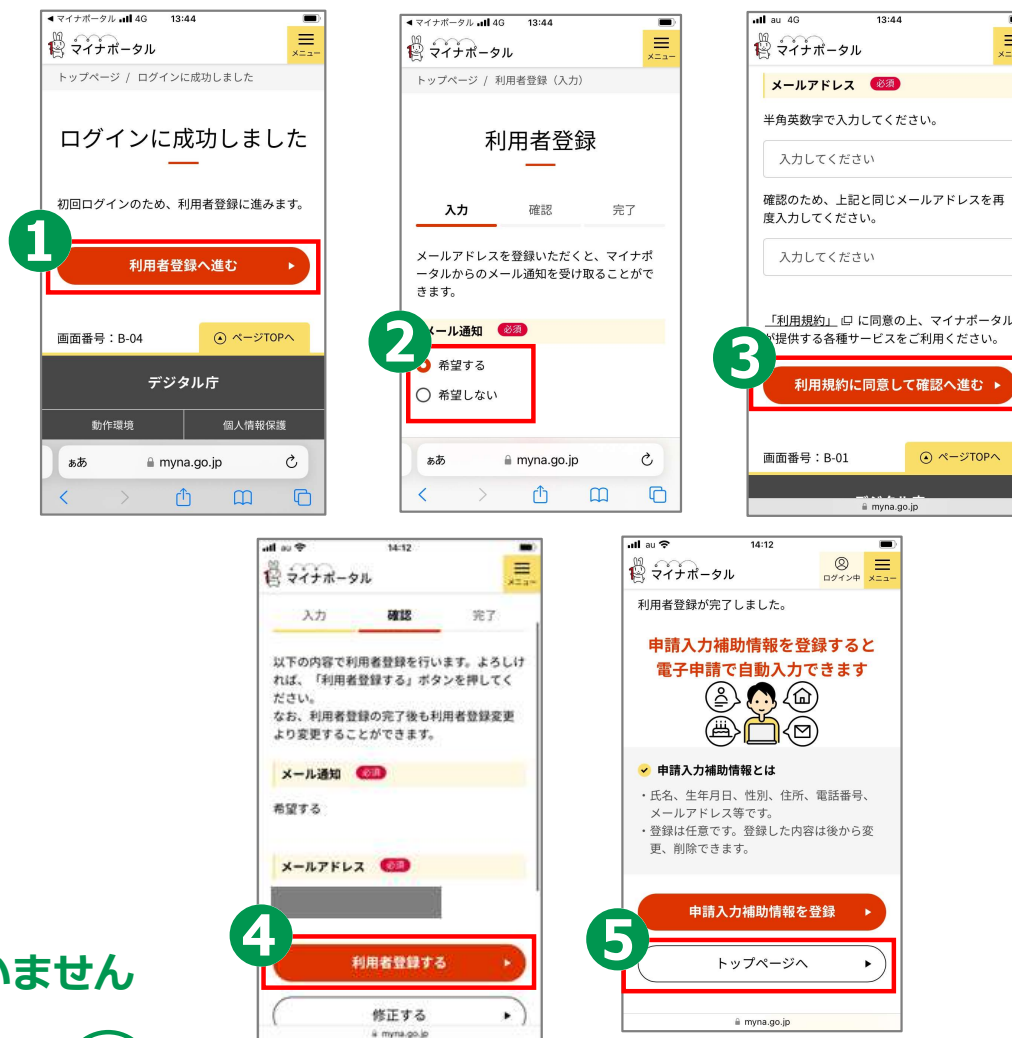 マイナポータル 4G 13:44
マイナポータル
メニュー
トップページ / ログインに成功しました
ログインに成功しました
初回ログインのため、利用者登録に進みます。
1
利用者登録へ進む
画面番号：B-04
ページTOPへ
デジタル庁
動作環境
個人情報保護
ぁあ myna.go.jp
マイナポータル 4G 13:44
マイナポータル
メニュー
トップページ / 利用者登録（入力）
利用者登録
入力 確認 完了
メールアドレスを登録いただくと、マイナポ
ータルからのメール通知を受け取ることがで
きます。
2
メール通知 必須
希望する
希望しない
ぁあ myna.go.jp
au 4G 13:44
マイナポータル
メールアドレス 必須
半角英数字で入力してください。
入力してください
確認のため、上記と同じメールアドレスを再
度入力してください。
入力してください
「利用規約」 に同意の上、マイナポータル
が提供する各種サービスをご利用ください。
3
利用規約に同意して確認へ進む
画面番号：B-01
ページTOPへ
myna.go.jp
au 14:12
マイナポータル
メニュー
入力 確認 完了
以下の内容で利用者登録を行います。よろしけ
れば、「利用者登録する」ボタンを押してく
ださい。
なお、利用者登録の完了後も利用者登録変更
より変更することができます。
メール通知 必須
希望する
メールアドレス 必須
4
利用者登録する
修正する
myna.go.jp
au 14:12
マイナポータル
ログイン中
メニュー
利用者登録が完了しました。
申請入力補助情報を登録すると
電子申請で自動入力できます
申請入力補助情報とは
・氏名、生年月日、性別、住所、電話番号、
メールアドレス等です。
・登録は任意です。登録した内容は後から変
更、削除できます。
申請入力補助情報を登録
5
トップページへ
myna.go.jp
いません